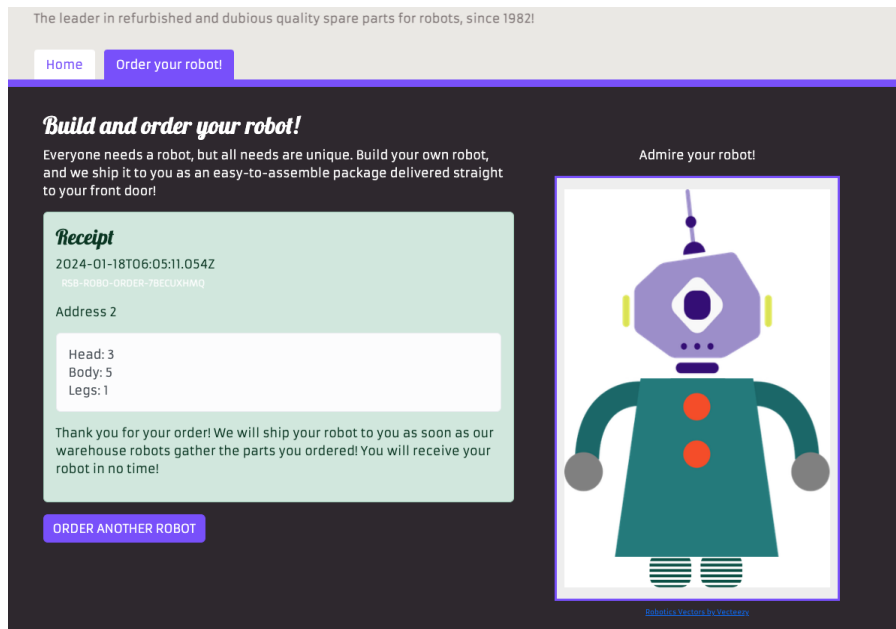 The leader in refurbished and dubious quality spare parts for robots, since 1982!
Home
Order your robot!
Build and order your robot!
Everyone needs a robot, but all needs are unique. Build your own robot,
and we ship it to you as an easy-to-assemble package delivered straight
to your front door!
Receipt
2024-01-18T06:05:11.054Z
RSB-ROBO-ORDER-7BECUXHMQ
Address 2
Head: 3
Body: 5
Legs: 1
Thank you for your order! We will ship your robot to you as soon as our
warehouse robots gather the parts you ordered! You will receive your
robot in no time!
ORDER ANOTHER ROBOT
Admire your robot!
Robotics Vectors by Vecteezy